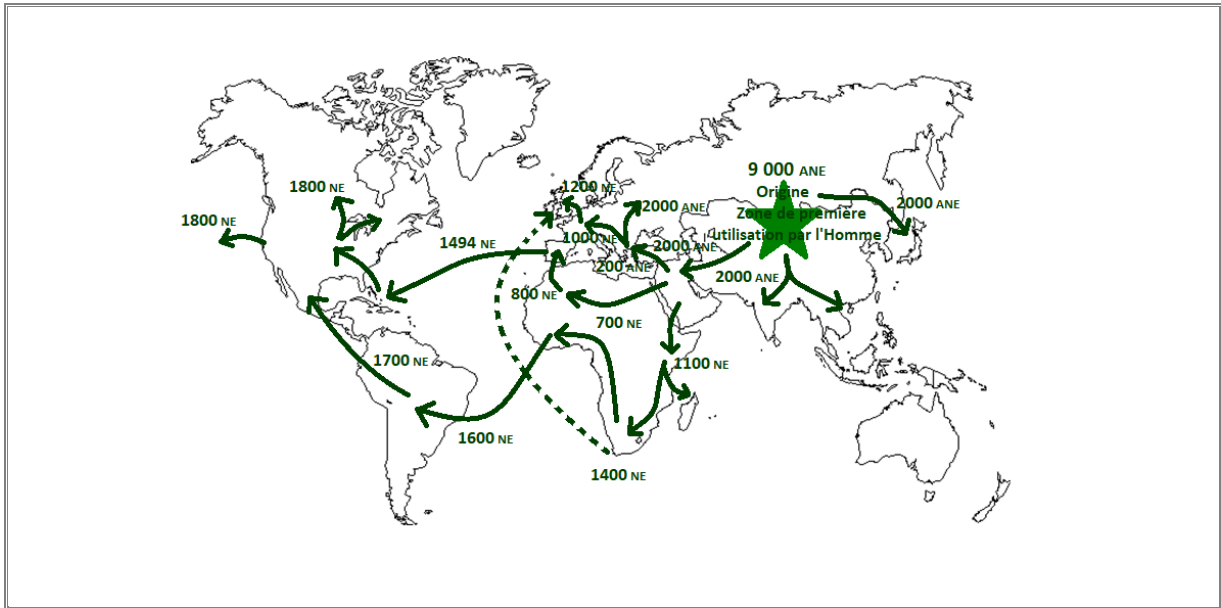 9 000 ANE
Origine
Zone de première
utilisation par l'Homme
1800 NE
1200 NE
2000 ANE
2000 ANE
1800 NE
1494 NE
1000 NE
2000 ANE
200 ANE
2000 ANE
800 NE
700 NE
1700 NE
1100 NE
1600 NE
1400 NE